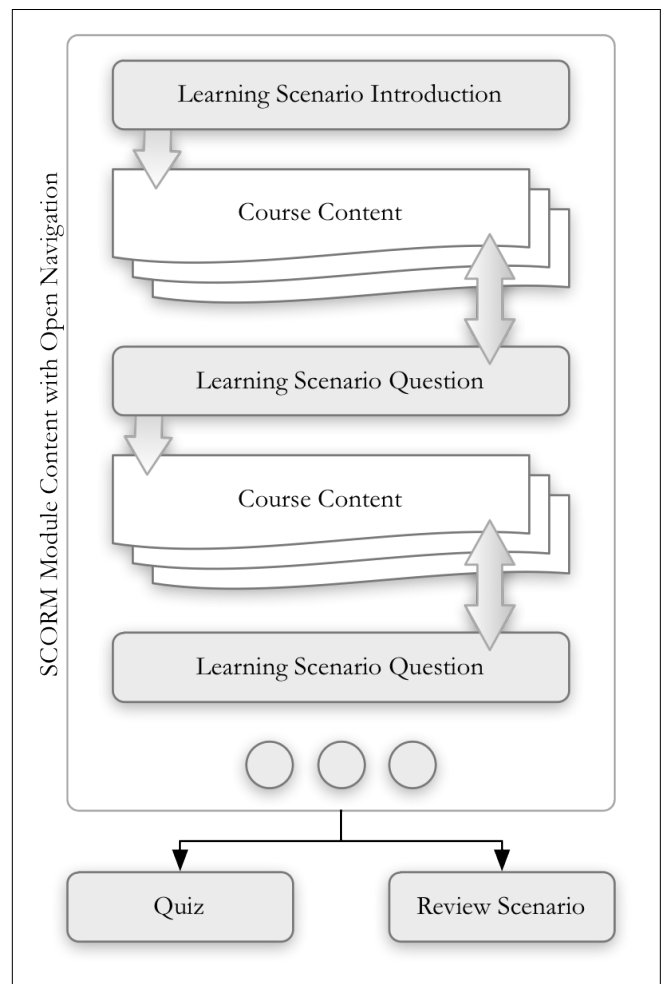 SCORM Module Content with Open Navigation
Learning Scenario Introduction
Course Content
Learning Scenario Question
Course Content
Learning Scenario Question
Quiz
Review Scenario